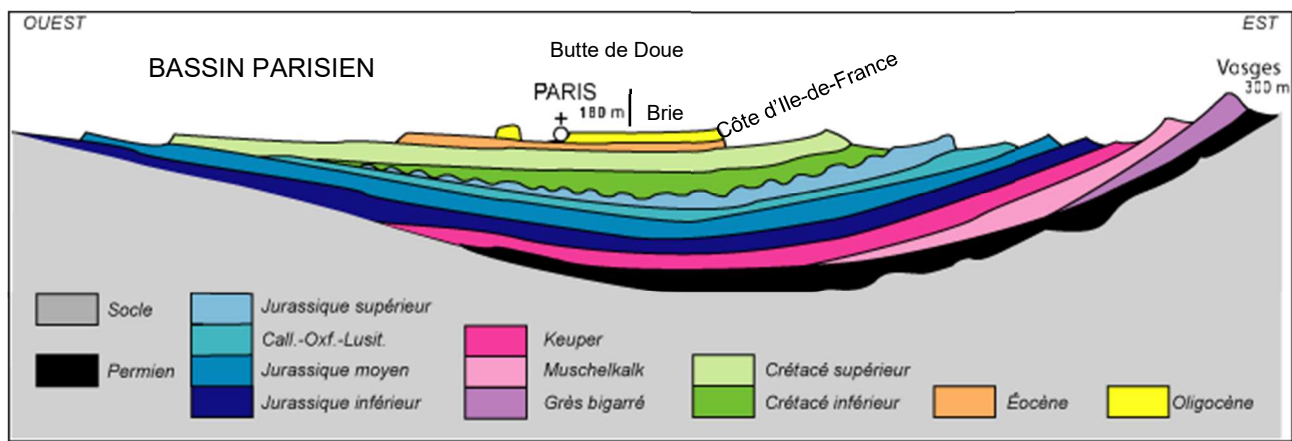 OUEST
EST
Butte de Doue
BASSIN PARISIEN
Côte d'Ile-de-France
Vosges
300 m
PARIS
180 m
Brie
Socle
Permien
Jurassique supérieur
Call.-Oxf.-Lusit.
Jurassique moyen
Jurassique inférieur
Keuper
Muschelkalk
Grès bigarré
Crétacé supérieur
Crétacé inférieur
Éocène
Oligocène